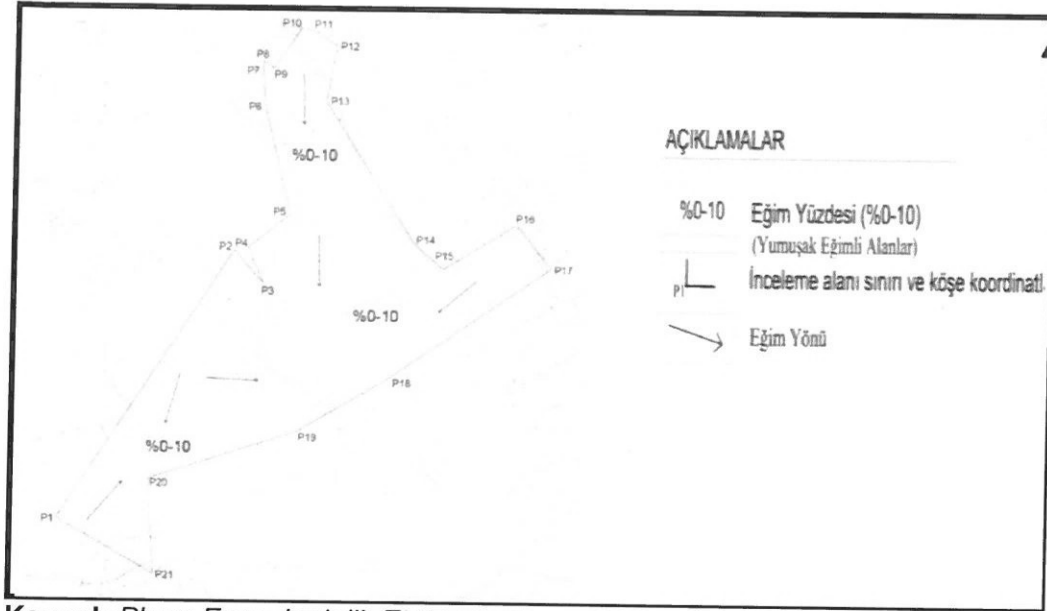 P10 P11
P12
P8
P7 P9
P6 P13
%0-10
P5
P2 P4 P14 P15 P16
P17
P3
%0-10
P18
P19
%0-10
P20
P1
P21
AÇIKLAMALAR
%0-10 Eğim Yüzdesi (%0-10)
(Yumuşak Eğimli Alanlar)
P1 İnceleme alanı sınırı ve köşe koordinatl
Eğim Yönü